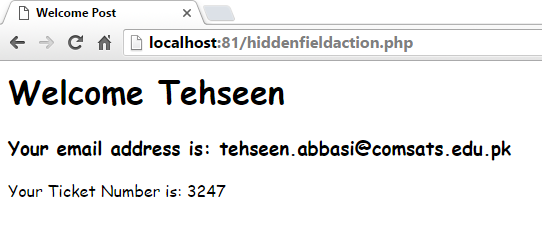 Welcome Post
localhost:81/hiddenfieldaction.php
Welcome Tehseen
Your email address is: tehseen.abbasi@comsats.edu.pk
Your Ticket Number is: 3247